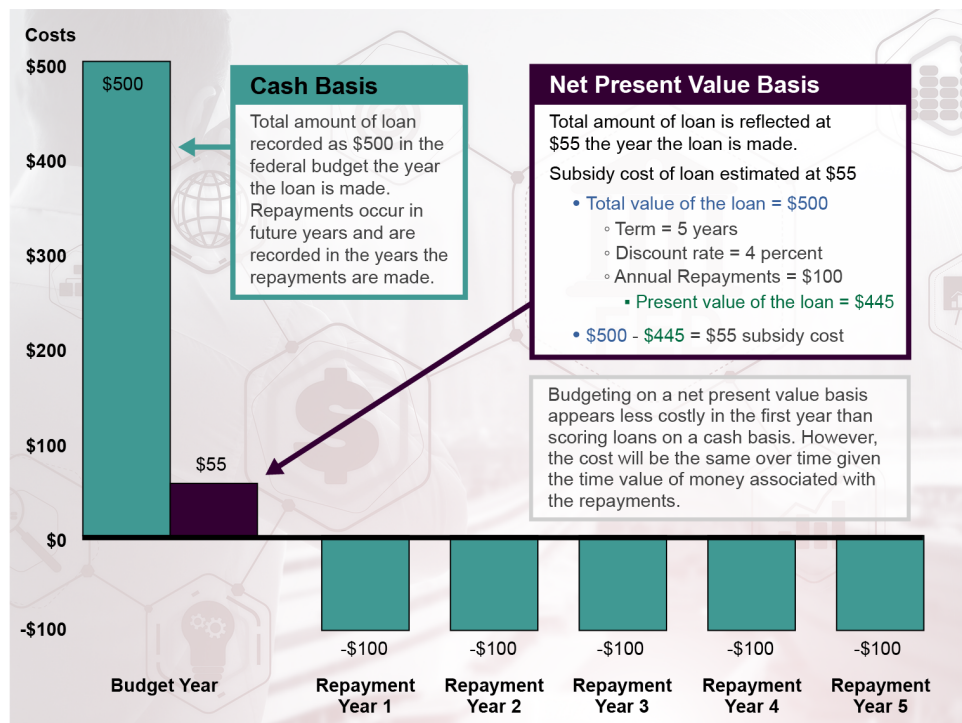 Costs
$500
$400
$300
$200
$100
$0
-$100
$500
$55
Cash Basis
Total amount of loan
recorded as $500 in the
federal budget the year
the loan is made.
Repayments occur in
future years and are
recorded in the years the
repayments are made.
Net Present Value Basis
Total amount of loan is reflected at
$55 the year the loan is made.
Subsidy cost of loan estimated at $55
• Total value of the loan = $500
◦ Term = 5 years
◦ Discount rate = 4 percent
◦ Annual Repayments = $100
▪ Present value of the loan = $445
• $500 - $445 = $55 subsidy cost
Budgeting on a net present value basis
appears less costly in the first year than
scoring loans on a cash basis. However,
the cost will be the same over time given
the time value of money associated with
the repayments.
-$100
-$100
-$100
-$100
-$100
Budget Year
Repayment
Year 1
Repayment
Year 2
Repayment
Year 3
Repayment
Year 4
Repayment
Year 5